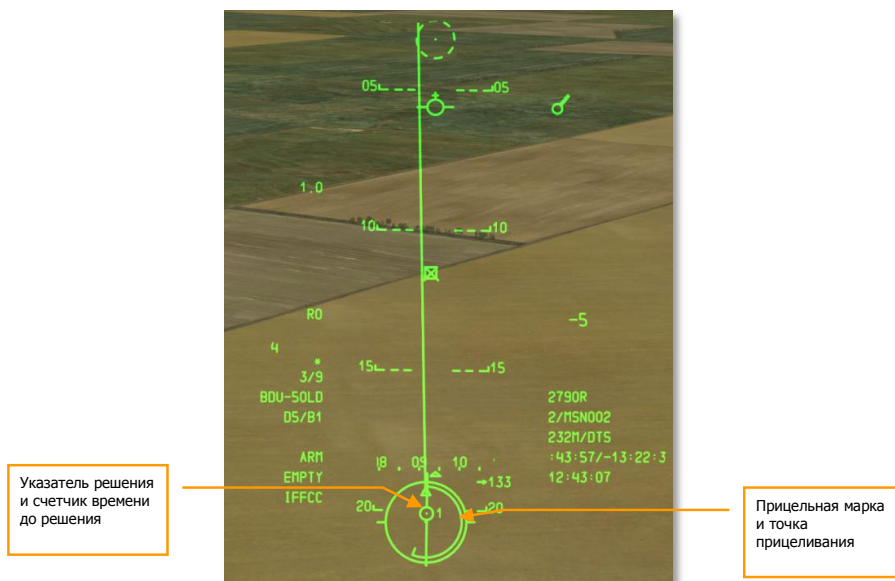 05 05
1.0
10 10
RO
-5
4
*
15 15
3/9
BDU-50LD
2790R
D5/B1
2/MSN002
232M/DTS
ARM
18 . 09 . 10
:43:57/-13:22:3
EMPTY
133
12:43:07
IFFCC
20 1 20
Указатель решения
и счетчик времени
до решения
Прицельная марка
и точка
прицеливания